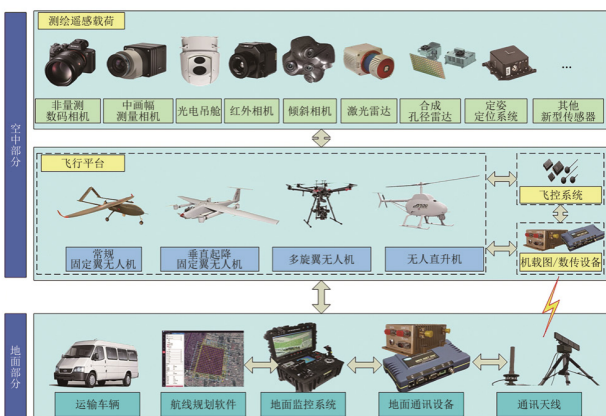 测绘遥感载荷
非量测
数码相机
中画幅
测量相机
光电吊舱
红外相机
倾斜相机
激光雷达
合成
孔径雷达
定姿
定位系统
...
其他
新型传感器
空中部分
飞行平台
常规
固定翼无人机
垂直起降
固定翼无人机
多旋翼无人机
无人直升机
飞控系统
机载图/数传设备
地面部分
运输车辆
航线规划软件
地面监控系统
地面通讯设备
通讯天线